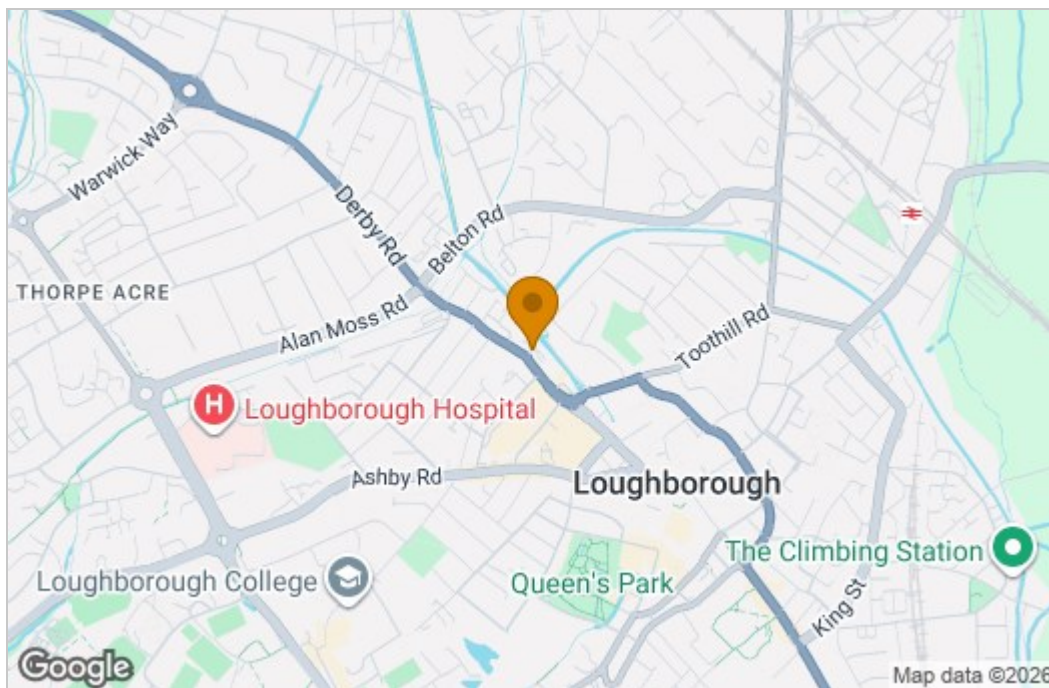 Warwick Way
Derby Rd
Belton Rd
THORPE ACRE
Alan Moss Rd
Toothill Rd
H
Loughborough Hospital
Ashby Rd
Loughborough
The Climbing Station
Loughborough College
Queen's Park
King St
Google
Map data ©2026